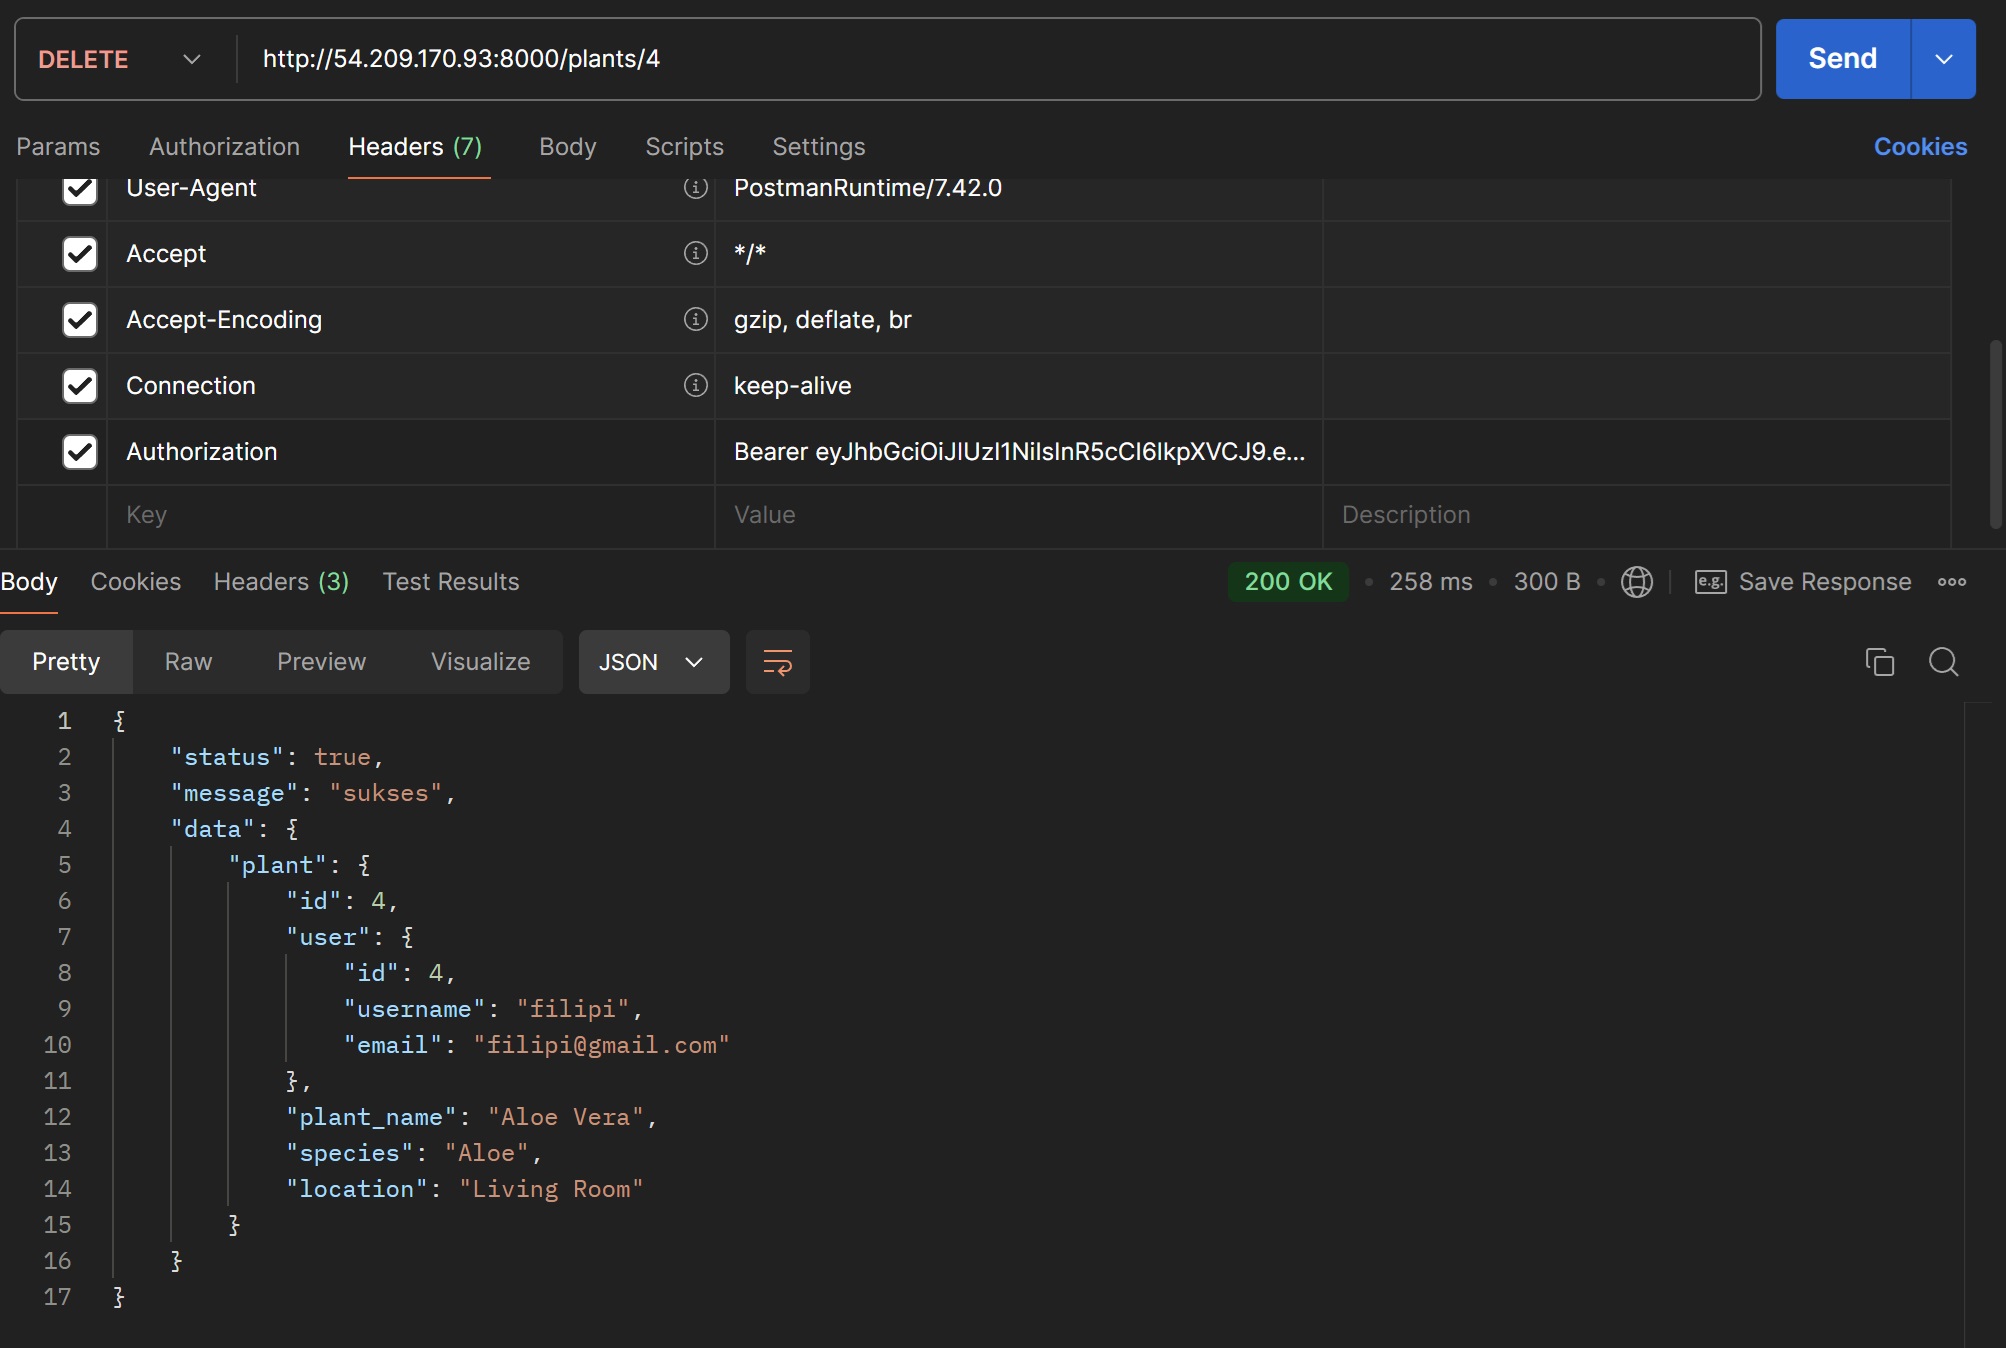 DELETE http://54.209.170.93:8000/plants/4 Send
Params Authorization Headers (7) Body Scripts Settings Cookies
User-Agent PostmanRuntime/7.42.0
Accept */*
Accept-Encoding gzip, deflate, br
Connection keep-alive
Authorization Bearer eyJhbGciOiJIUzI1NiIsInR5cCI6IkpXVCJ9.e...
Key Value Description
Body Cookies Headers (3) Test Results 200 OK • 258 ms • 300 B • e.g. Save Response
Pretty Raw Preview Visualize JSON
1 {
2 "status": true,
3 "message": "sukses",
4 "data": {
5 "plant": {
6 "id": 4,
7 "user": {
8 "id": 4,
9 "username": "filipi",
10 "email": "filipi@gmail.com"
11 },
12 "plant_name": "Aloe Vera",
13 "species": "Aloe",
14 "location": "Living Room"
15 }
16 }
17 }